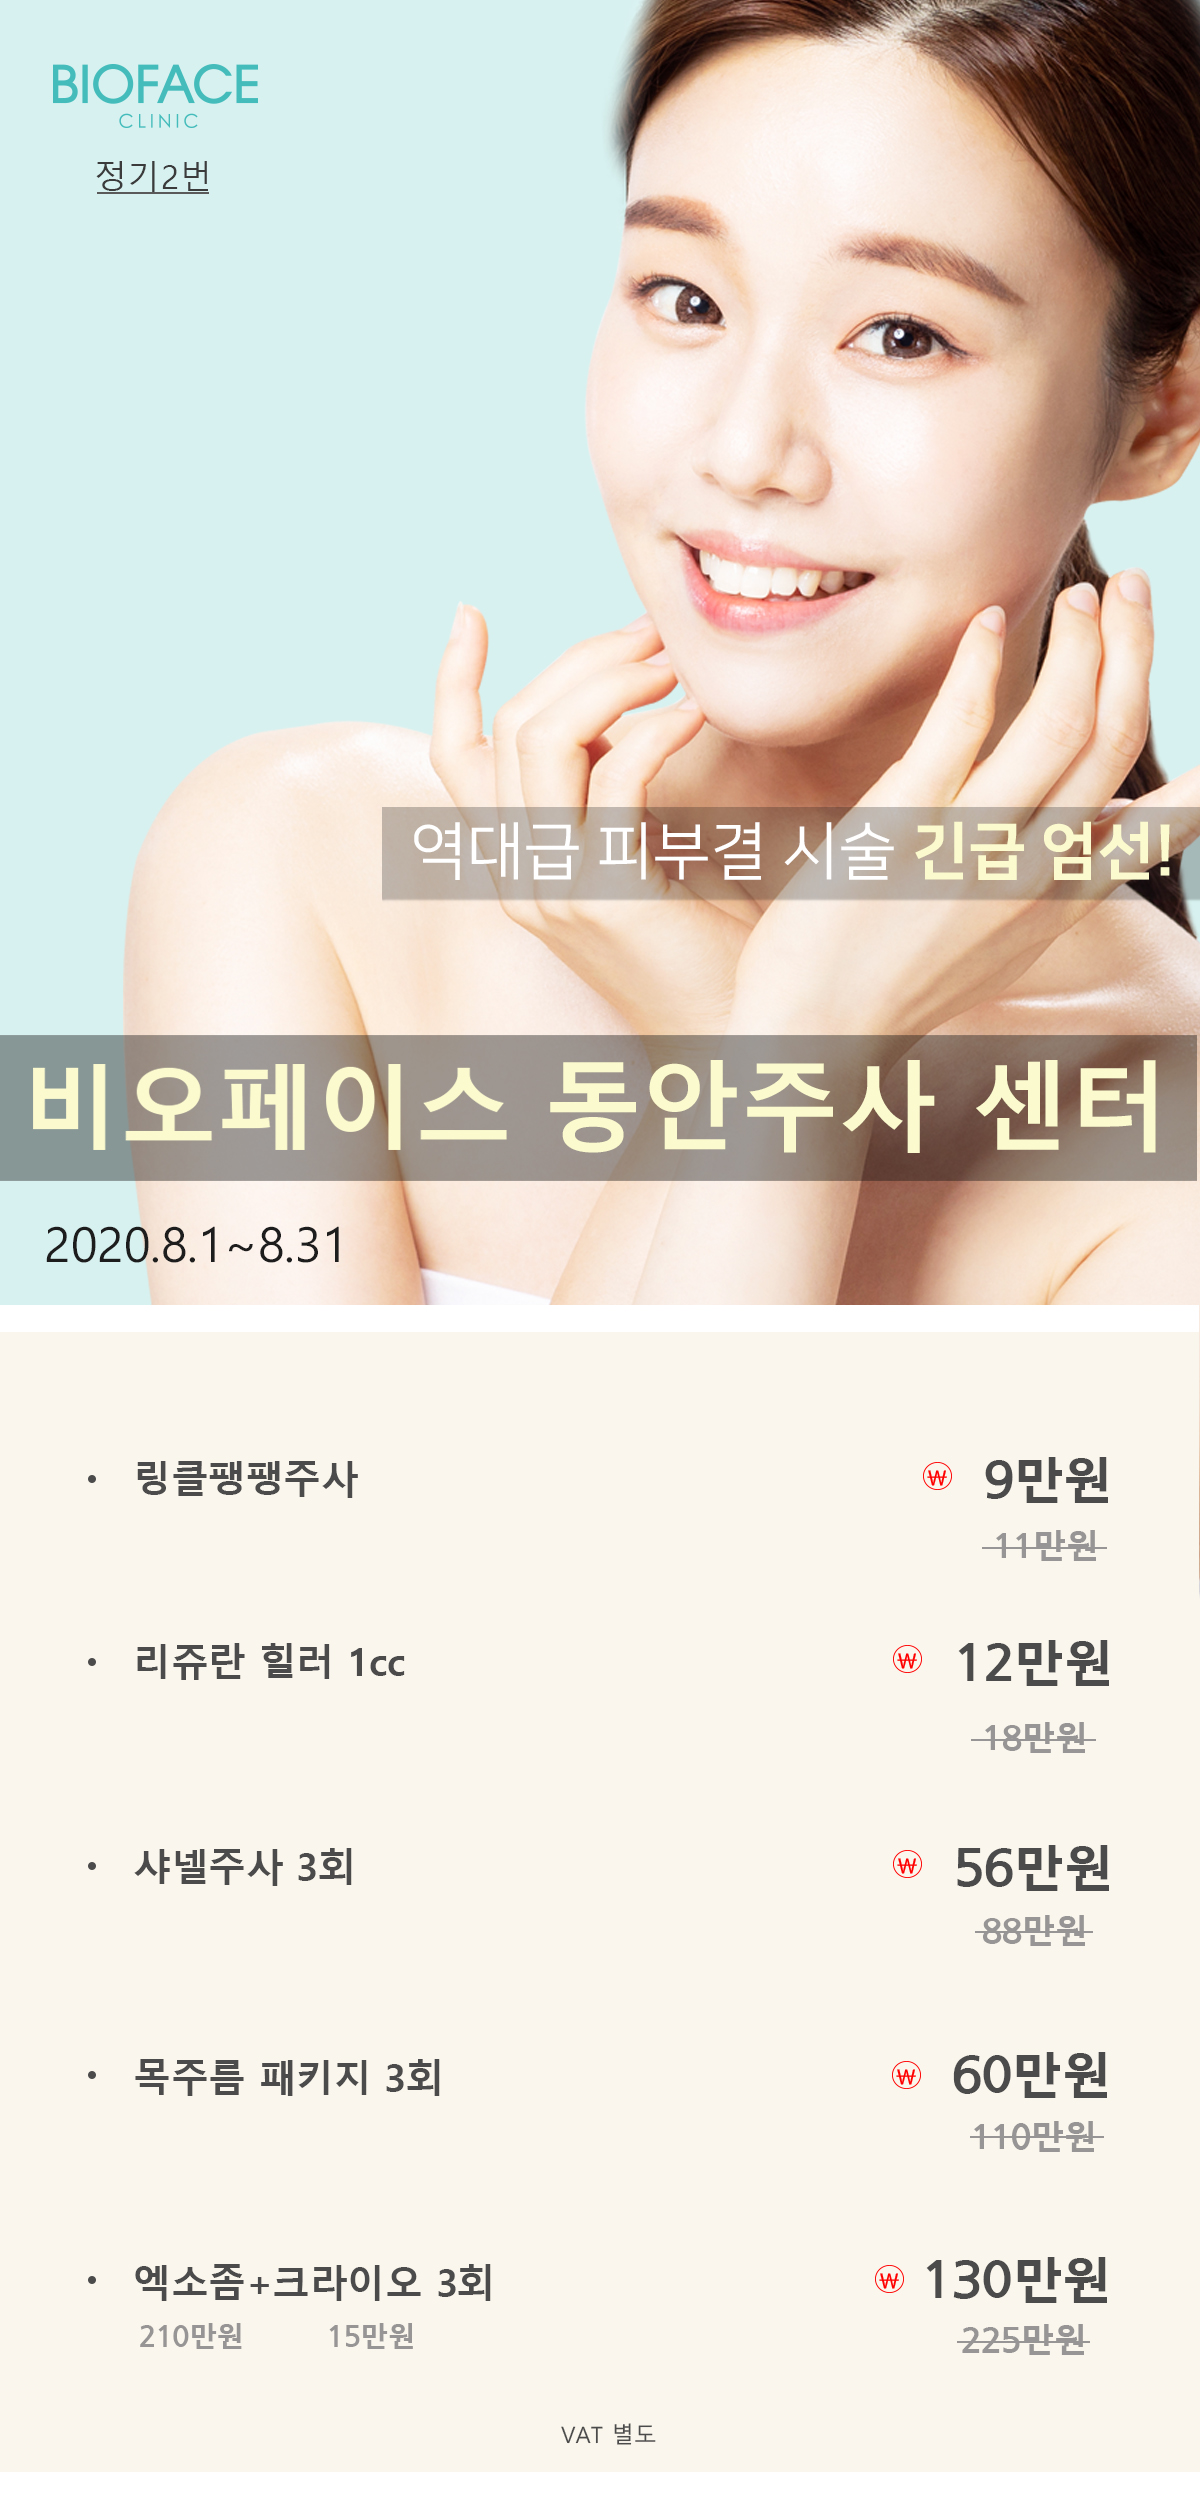 BIOFACE
CLINIC
정기2번
역대급 피부결 시술 긴급 엄선!
비오페이스 동안주사 센터
2020.8.1~8.31
• 링클팽팽주사 ₩ 9만원
11만원
• 리쥬란 힐러 1cc ₩ 12만원
18만원
• 샤넬주사 3회 ₩ 56만원
88만원
• 목주름 패키지 3회 ₩ 60만원
110만원
• 엑소좀+크라이오 3회 ₩ 130만원
210만원 15만원 225만원
VAT 별도